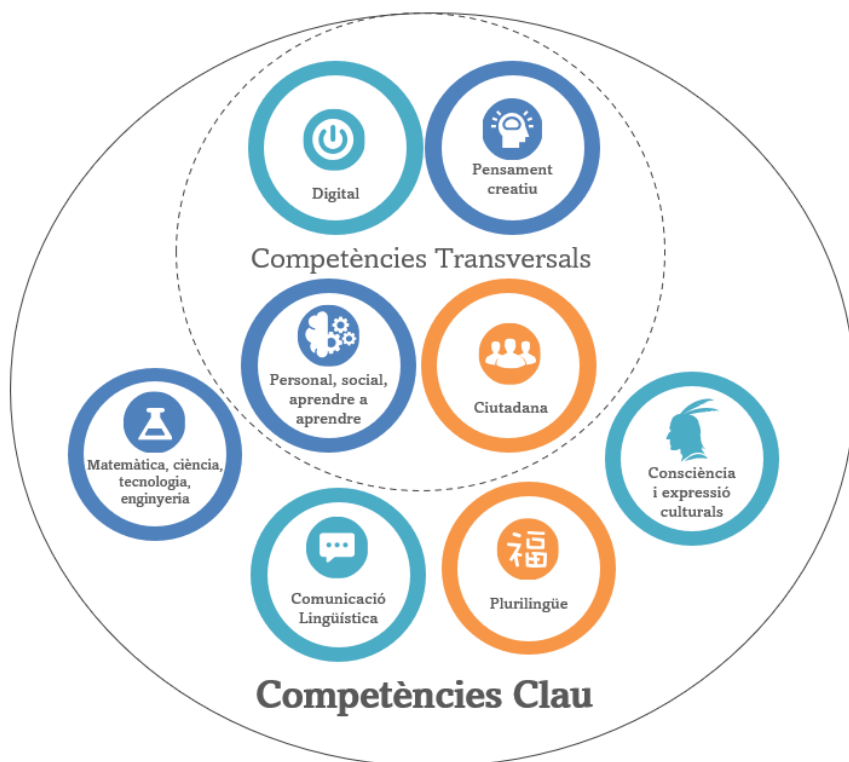 Digital
Pensament
creatiu
Competències Transversals
Personal, social,
aprendre a
aprendre
Ciutadana
Matemàtica, ciència,
tecnologia,
enginyeria
Consciència
i expressió
culturals
Comunicació
Lingüística
福
Plurilingüe
Competències Clau